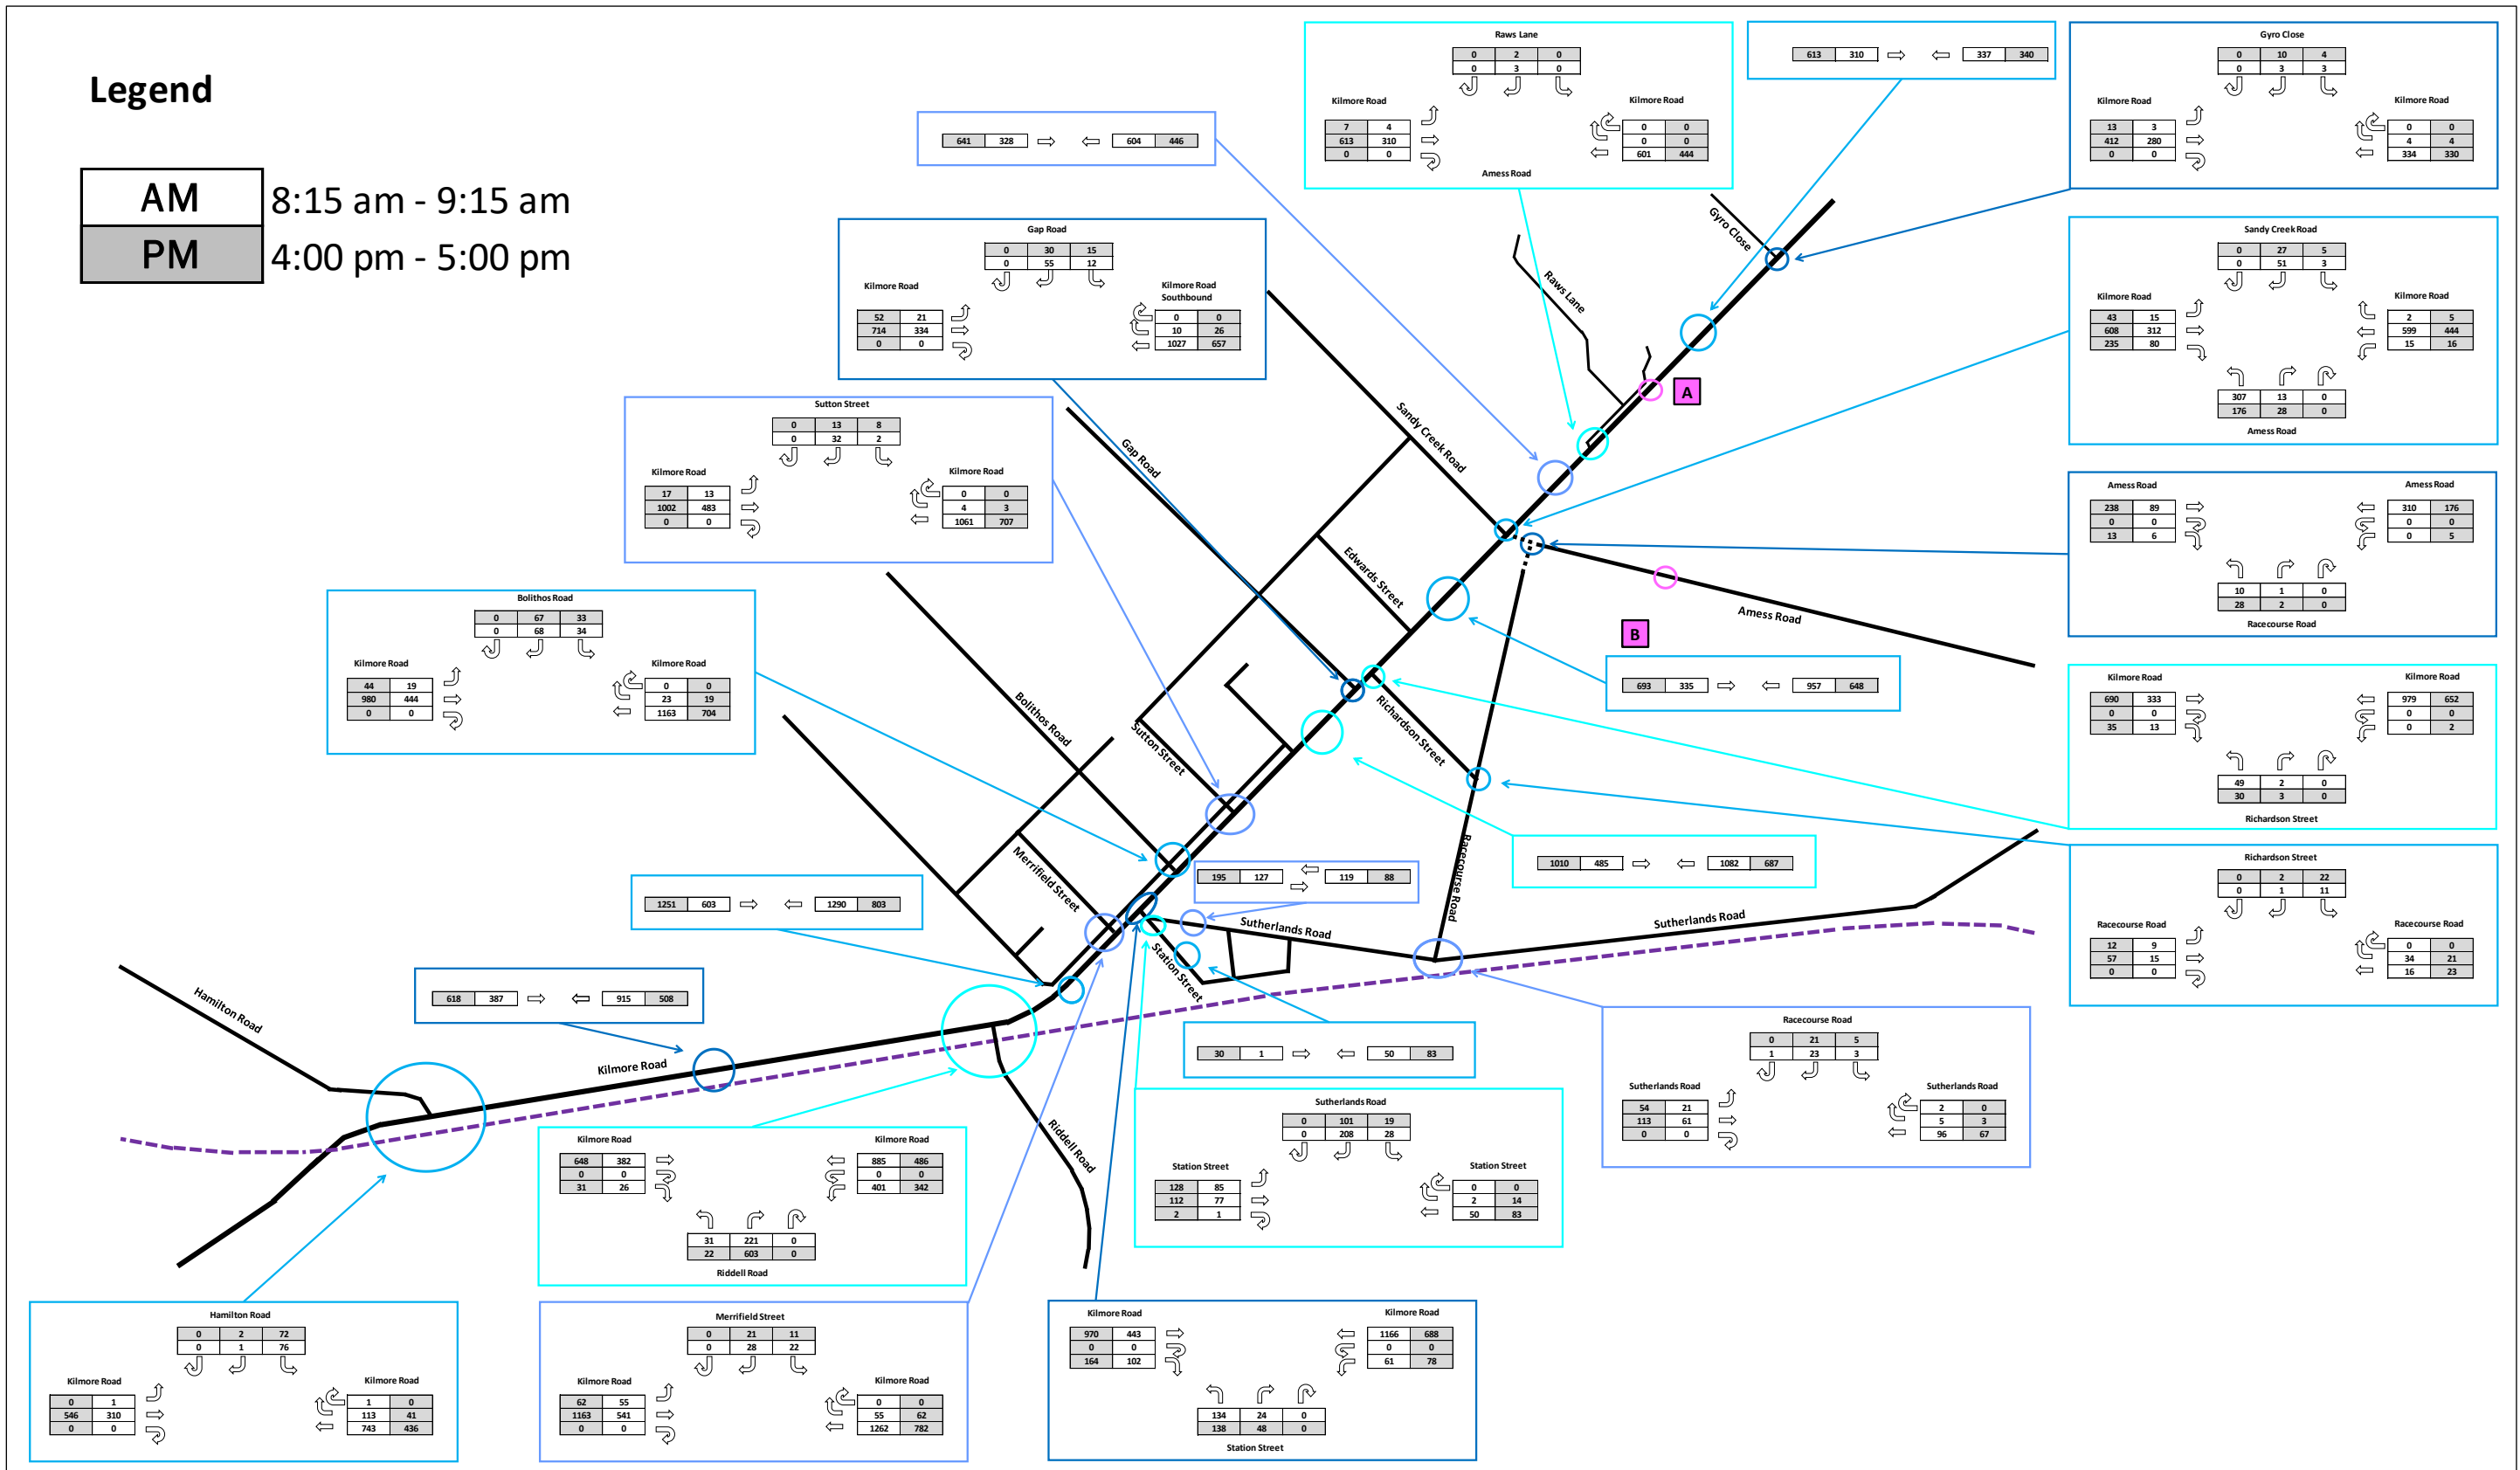 Legend
AM 8:15 am - 9:15 am
PM 4:00 pm - 5:00 pm
Raws Lane
0 2 0
0 3 0
Kilmore Road Kilmore Road
7 4 0 0
613 310 0 0
0 0 601 444
Amess Road
613 310 337 340
Gyro Close
0 10 4
0 3 3
Kilmore Road Kilmore Road
13 3 0 0
412 280 4 4
0 0 334 330
641 328 604 446
Gap Road
0 30 15
0 55 12
Kilmore Road Kilmore Road
Southbound
52 21 0 0
714 334 10 26
0 0 1027 657
Sandy Creek Road
0 27 5
0 51 3
Kilmore Road Kilmore Road
43 15 2 5
608 312 599 444
235 80 15 16
307 13 0
176 28 0
Amess Road
Sutton Street
0 13 8
0 32 2
Kilmore Road Kilmore Road
17 13 0 0
1002 483 4 3
0 0 1061 707
Amess Road Amess Road
238 89 310 176
0 0 0 0
13 6 0 5
10 1 0
28 2 0
Racecourse Road
Bolithos Road
0 67 33
0 68 34
Kilmore Road Kilmore Road
44 19 0 0
980 444 23 19
0 0 1163 704
693 335 957 648
Kilmore Road Kilmore Road
690 333 979 652
0 0 0 0
35 13 0 2
49 2 0
30 3 0
Richardson Street
1010 485 1082 687
Richardson Street
0 2 22
0 1 11
Racecourse Road Racecourse Road
12 9 0 0
57 15 34 21
0 0 16 23
195 127 119 88
1251 603 1290 803
618 387 915 508
30 1 50 83
Racecourse Road
0 21 5
1 23 3
Sutherlands Road Sutherlands Road
54 21 2 0
113 61 5 3
0 0 96 67
Kilmore Road Kilmore Road
648 382 885 486
0 0 0 0
31 26 401 342
31 221 0
22 603 0
Riddell Road
Sutherlands Road
0 101 19
0 208 28
Station Street Station Street
128 85 0 0
112 77 2 14
2 1 50 83
Hamilton Road
0 2 72
0 1 76
Kilmore Road Kilmore Road
0 1 1 0
546 310 113 41
0 0 743 436
Merrifield Street
0 21 11
0 28 22
Kilmore Road Kilmore Road
62 55 0 0
1163 541 55 62
0 0 1262 782
Kilmore Road Kilmore Road
970 443 1166 688
0 0 0 0
164 102 61 78
134 24 0
138 48 0
Station Street
Gyro Close
Raws Lane
A
Sandy Creek Road
Gap Road
Edwards Street
Amess Road
B
Bolithos Road
Sutton Street
Richardson Street
Racecourse Road
Merrifield Street
Sutherlands Road
Sutherlands Road
Station Street
Hamilton Road
Kilmore Road
Riddell Road